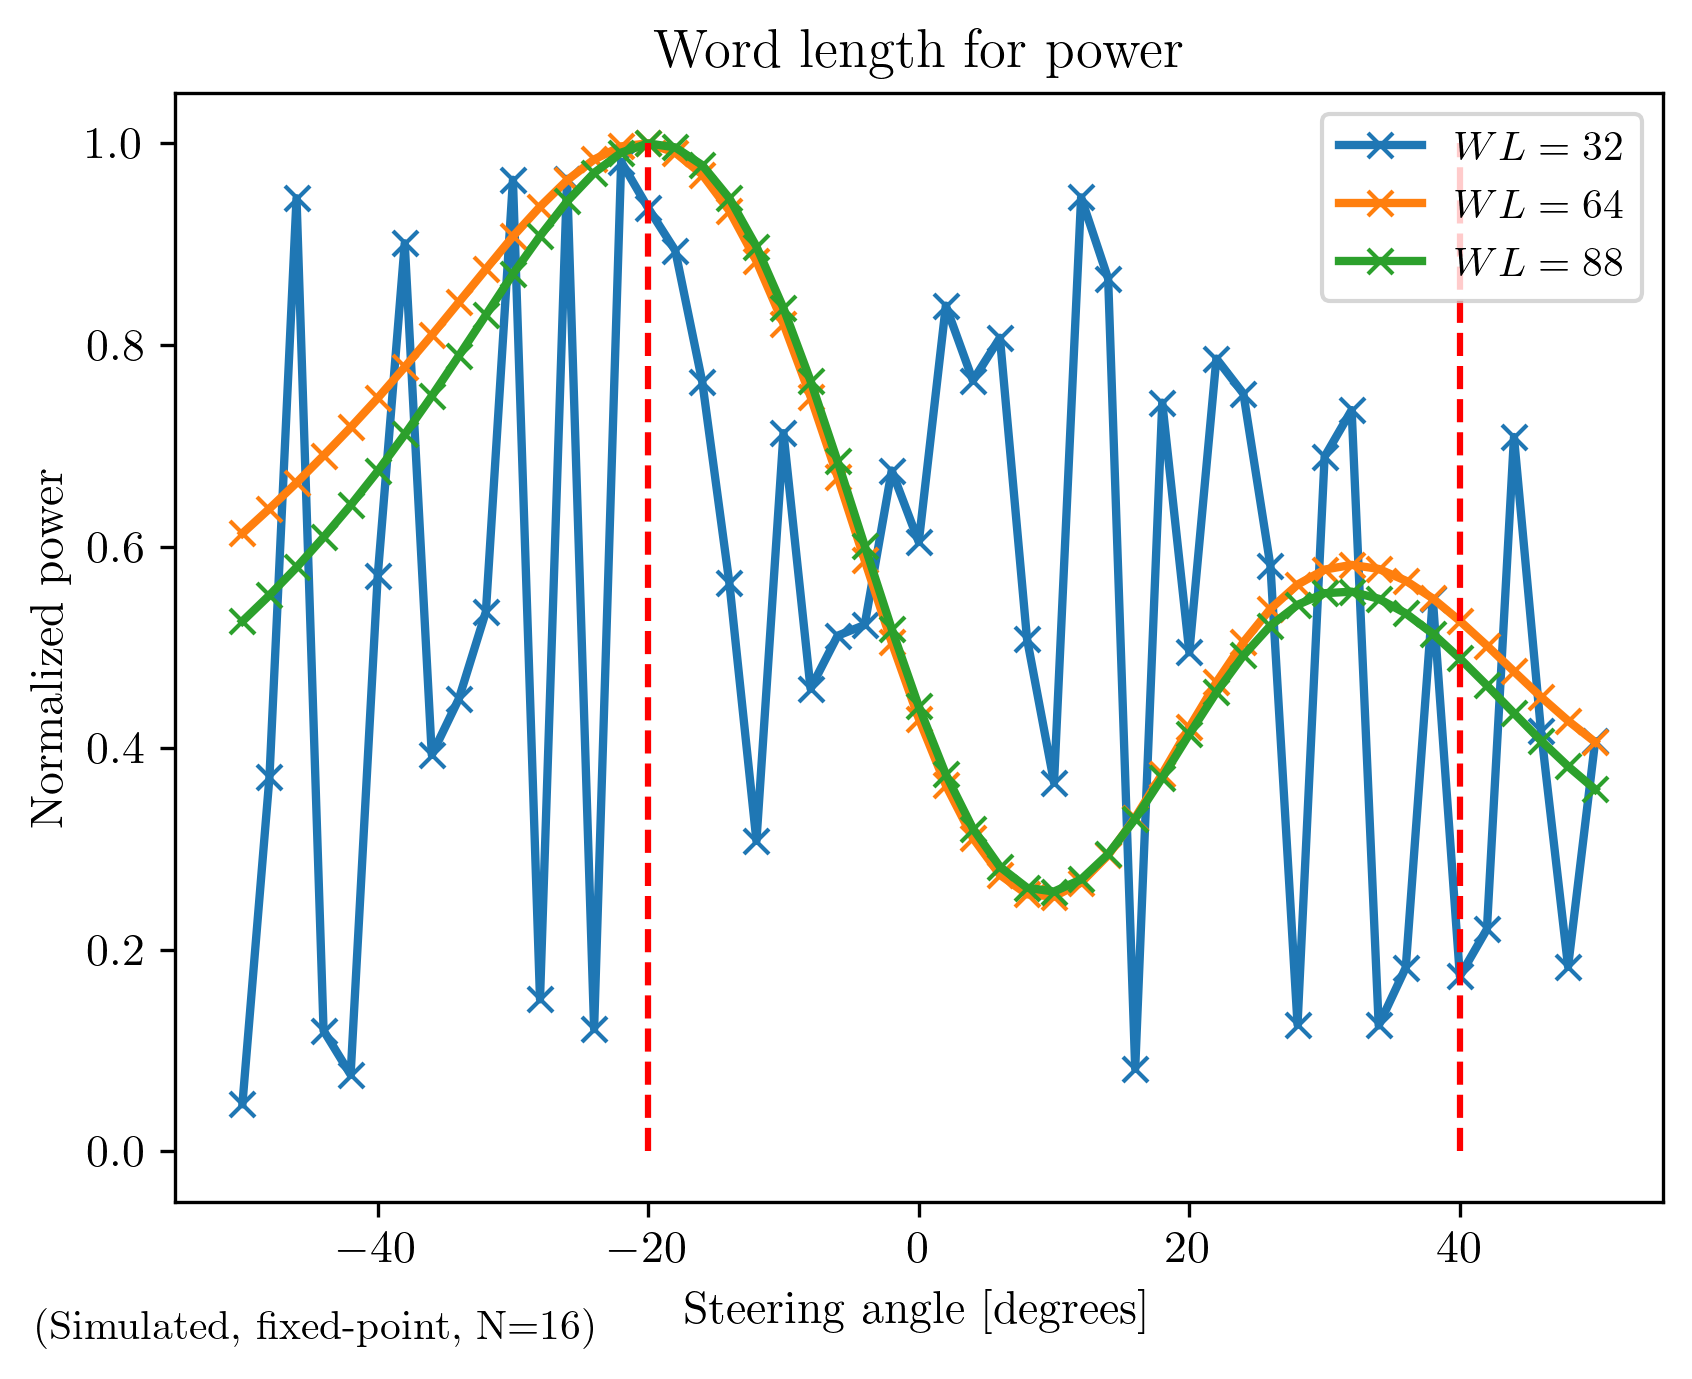 Word length for power
WL = 32
WL = 64
WL = 88
Normalized power
1.0
0.8
0.6
0.4
0.2
0.0
−40
−20
0
20
40
Steering angle [degrees]
(Simulated, fixed-point, N=16)